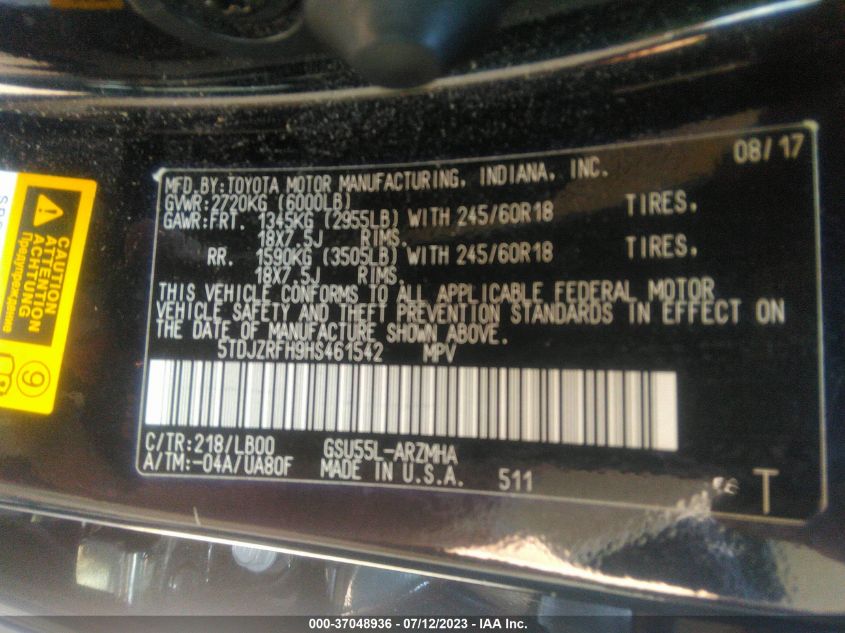 08/17
MFD.BY:TOYOTA MOTOR MANUFACTURING, INDIANA, INC.
GVWR:2720KG (6000LB)
GAWR:FRT. 1345KG (2955LB) WITH 245/60R18 TIRES.
18X7.5J RIMS.
RR. 1590KG (3505LB) WITH 245/60R18 TIRES.
18X7.5J RIMS.
THIS VEHICLE CONFORMS TO ALL APPLICABLE FEDERAL MOTOR
VEHICLE SAFETY AND THEFT PREVENTION STANDARDS IN EFFECT ON
THE DATE OF MANUFACTURE SHOWN ABOVE.
5TDJZRFH9HS461542 MPV
C/TR:218/LB00 GSU55L-ARZMHA
A/TM:-04A/UA80F MADE IN U.S.A. 511
T
CAUTION
ATTENTION
ACHTUNG
Предупреждение
9
000-37048936 - 07/12/2023 - IAA Inc.